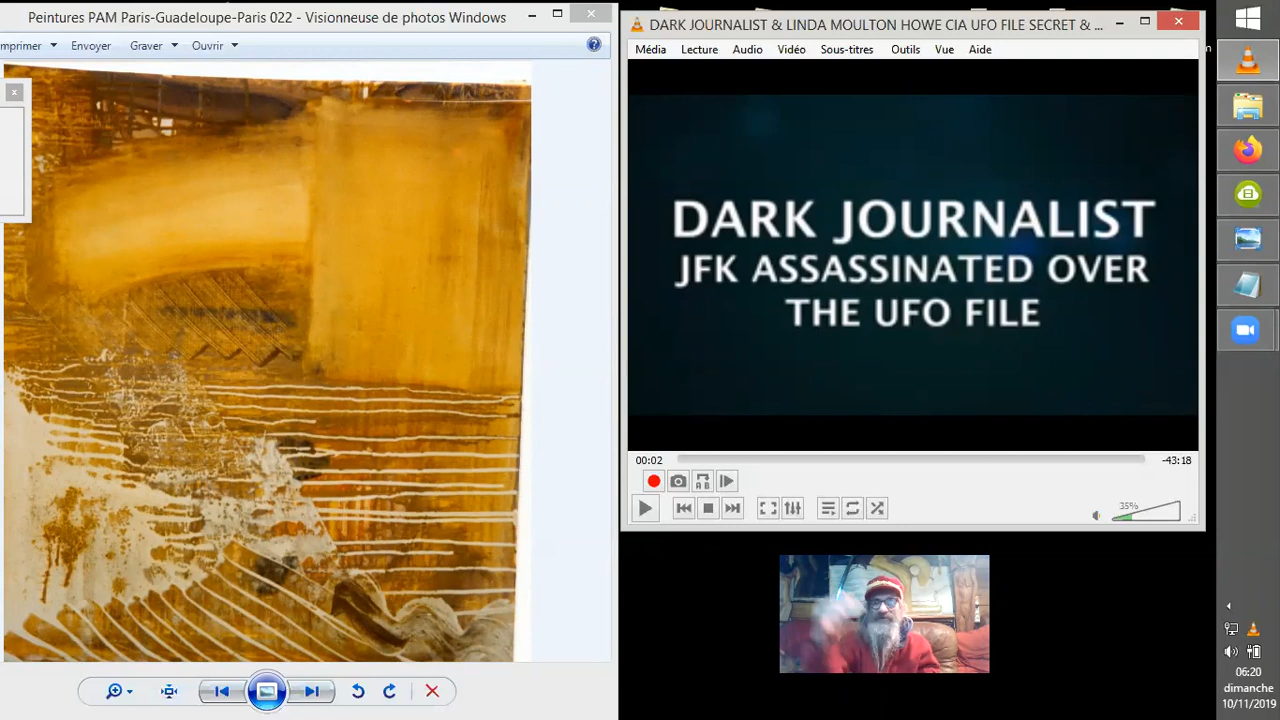 Peintures PAM Paris-Guadeloupe-Paris 022 - Visionneuse de photos Windows
mprimer Envoyer Graver Ouvrir
DARK JOURNALIST & LINDA MOULTON HOWE CIA UFO FILE SECRET & ...
Média Lecture Audio Vidéo Sous-titres Outils Vue Aide
DARK JOURNALIST
JFK ASSASSINATED OVER
THE UFO FILE
00:02 -43:18
35%
06:20
dimanche
10/11/2019